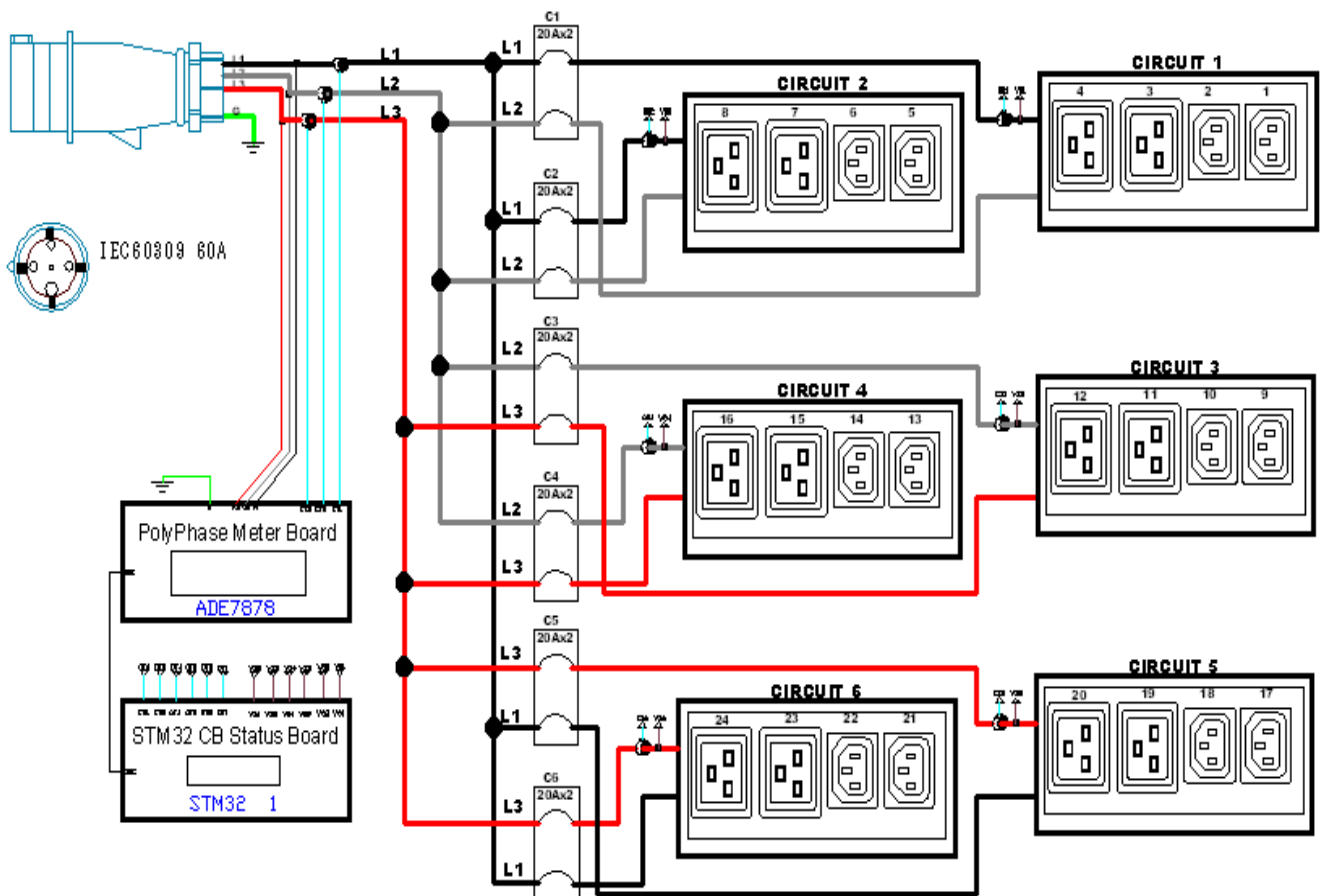 L1
L2
L3
G
L1
L2
L3
IEC60309 60A
C1
20Ax2
L1
L2
C2
20Ax2
L1
L2
C3
20Ax2
L2
L3
C4
20Ax2
L2
L3
C5
20Ax2
L3
L1
C6
20Ax2
L3
L1
CIRCUIT 1
4 3 2 1
CIRCUIT 2
8 7 6 5
CIRCUIT 3
12 11 10 9
CIRCUIT 4
16 15 14 13
CIRCUIT 5
20 19 18 17
CIRCUIT 6
24 23 22 21
PolyPhase Meter Board
ADE7878
STM32 CB Status Board
STM32 1